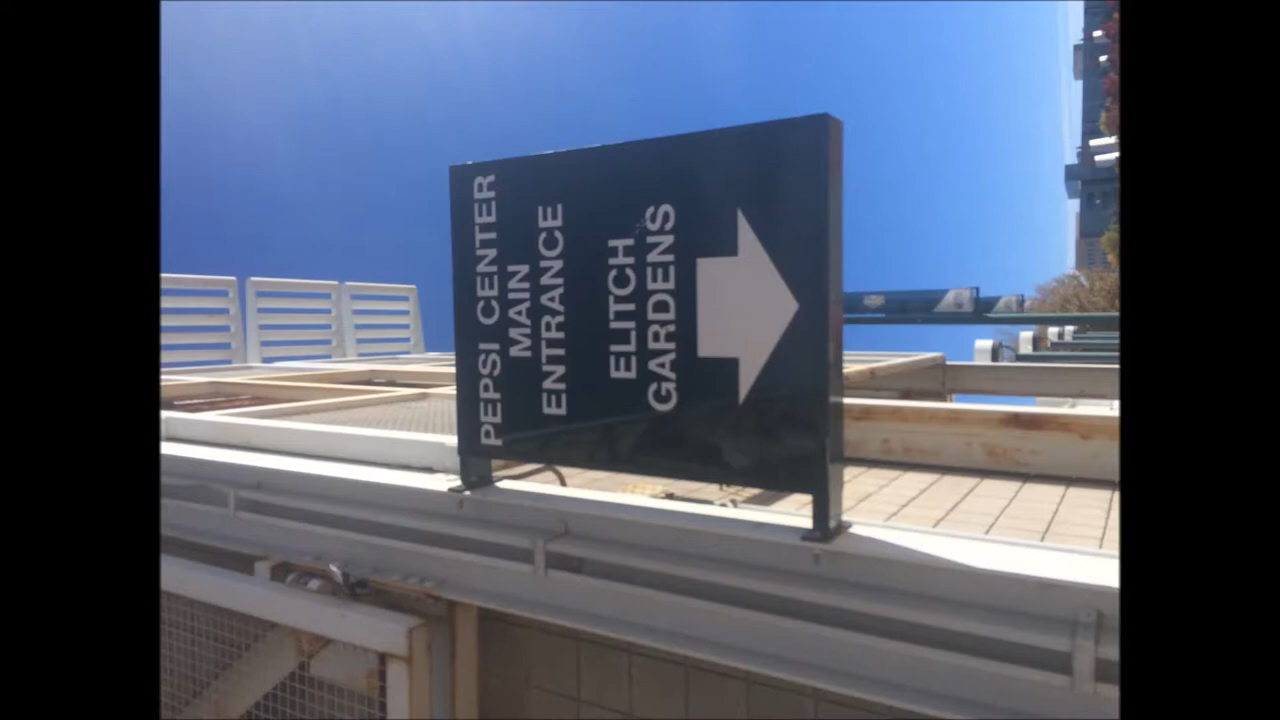 PEPSI CENTER
MAIN
ENTRANCE
ELITCH
GARDENS